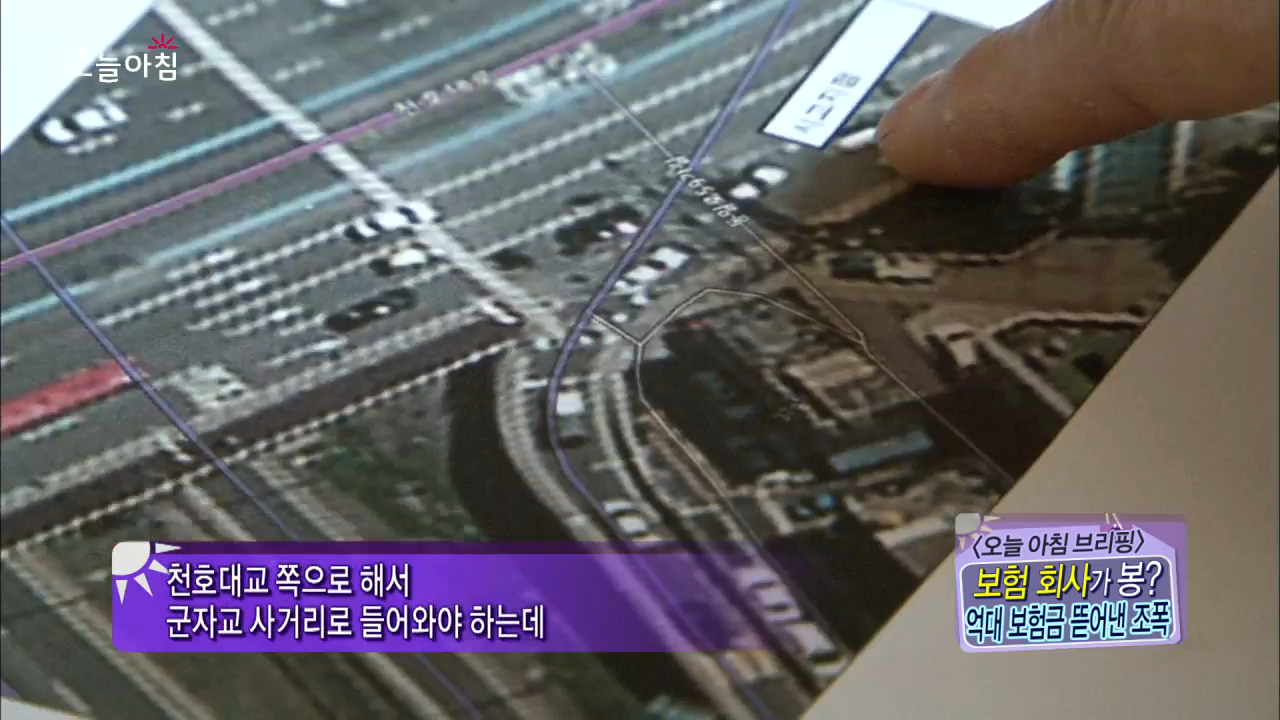 오늘아침
천호대교 쪽으로 해서
군자교 사거리로 들어와야 하는데
<오늘 아침 브리핑>
보험 회사가 봉?
억대 보험금 뜯어낸 조폭